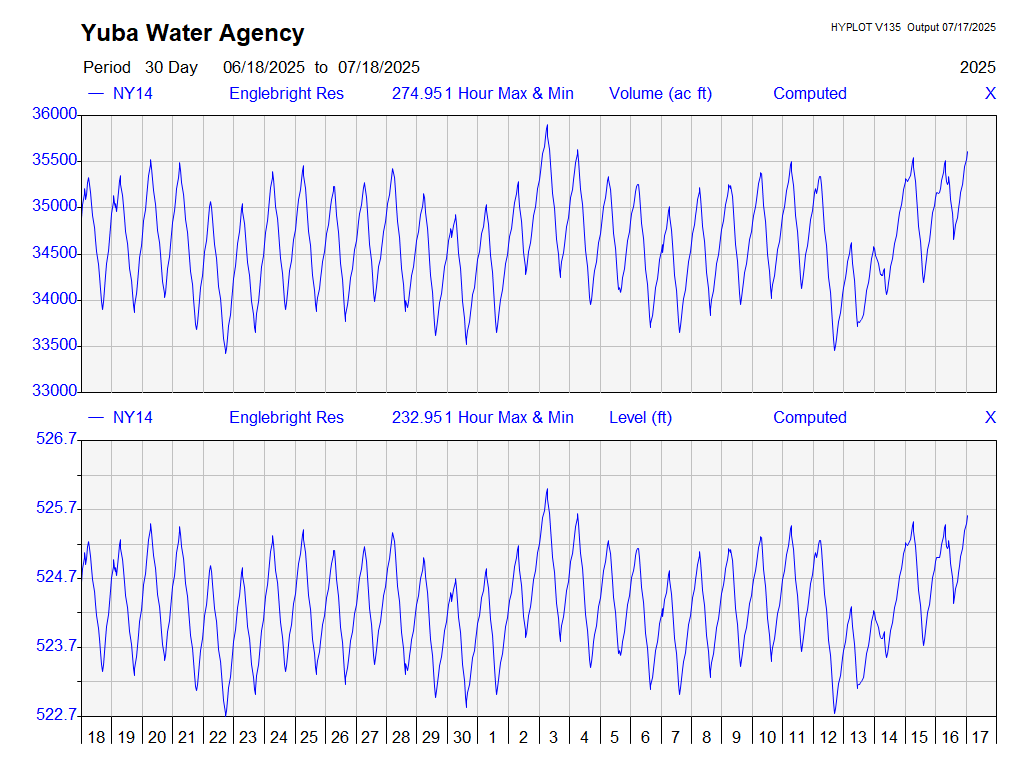 Yuba Water Agency
HYPLOT V135 Output 07/17/2025
Period 30 Day 06/18/2025 to 07/18/2025 2025
NY14 Englebright Res 274.951 Hour Max & Min Volume (ac ft) Computed X
36000
35500
35000
34500
34000
33500
33000
NY14 Englebright Res 232.951 Hour Max & Min Level (ft) Computed X
526.7
525.7
524.7
523.7
522.7
18 19 20 21 22 23 24 25 26 27 28 29 30 1 2 3 4 5 6 7 8 9 10 11 12 13 14 15 16 17